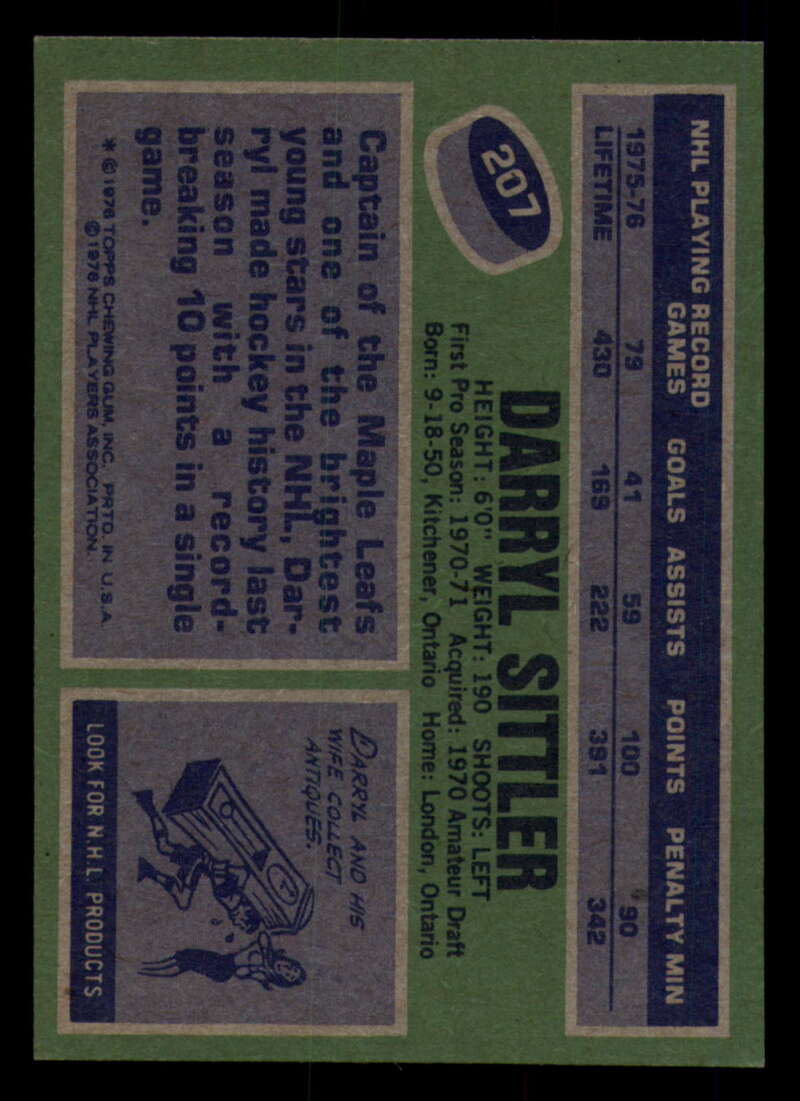 NHL PLAYING RECORD
GAMES GOALS ASSISTS POINTS PENALTY MIN
1975-76 79 41 59 100 90
LIFETIME 430 169 222 391 342
207
DARRYL SITTLER
HEIGHT: 6'0" WEIGHT: 190 SHOOTS: LEFT
First Pro Season: 1970-71 Acquired: 1970 Amateur Draft
Born: 9-18-50, Kitchener, Ontario Home: London, Ontario
Captain of the Maple Leafs
and one of the brightest
young stars in the NHL, Dar-
ryl made hockey history last
season with a record-
breaking 10 points in a single
game.
* © 1976 TOPPS CHEWING GUM, INC. PRTD. IN U.S.A.
© 1976 NHL PLAYERS ASSOCIATION.
DARRYL AND HIS
WIFE COLLECT
ANTIQUES.
LOOK FOR N.H.L. PRODUCTS